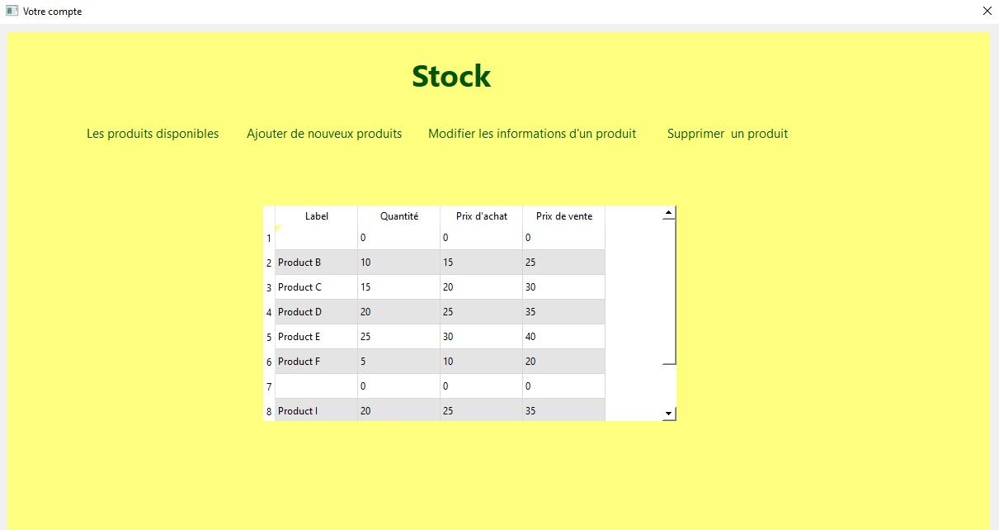 Votre compte
Stock
Les produits disponibles Ajouter de nouveux produits Modifier les informations d'un produit Supprimer un produit
Label Quantité Prix d'achat Prix de vente
1 0 0 0
2 Product B 10 15 25
3 Product C 15 20 30
4 Product D 20 25 35
5 Product E 25 30 40
6 Product F 5 10 20
7 0 0 0
8 Product I 20 25 35